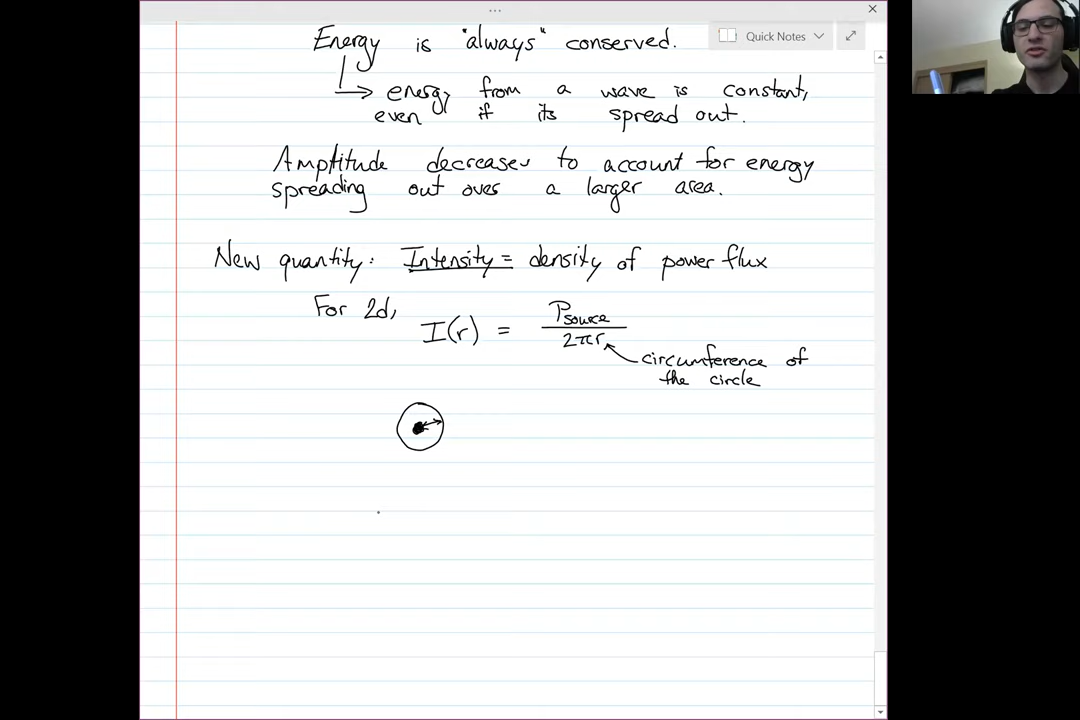 Quick Notes
Energy is "always" conserved.
energy from a wave is constant,
even if its spread out.
Amplitude decreases to account for energy
spreading out over a larger area.
New quantity: Intensity = density of power flux
For 2d,
I(r) = Psource / 2πr
circumference of
the circle